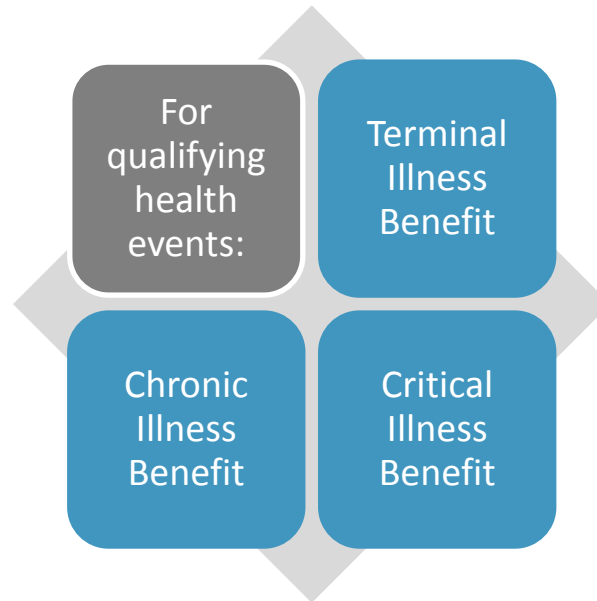 For
qualifying
health
events:
Terminal
Illness
Benefit
Chronic
Illness
Benefit
Critical
Illness
Benefit